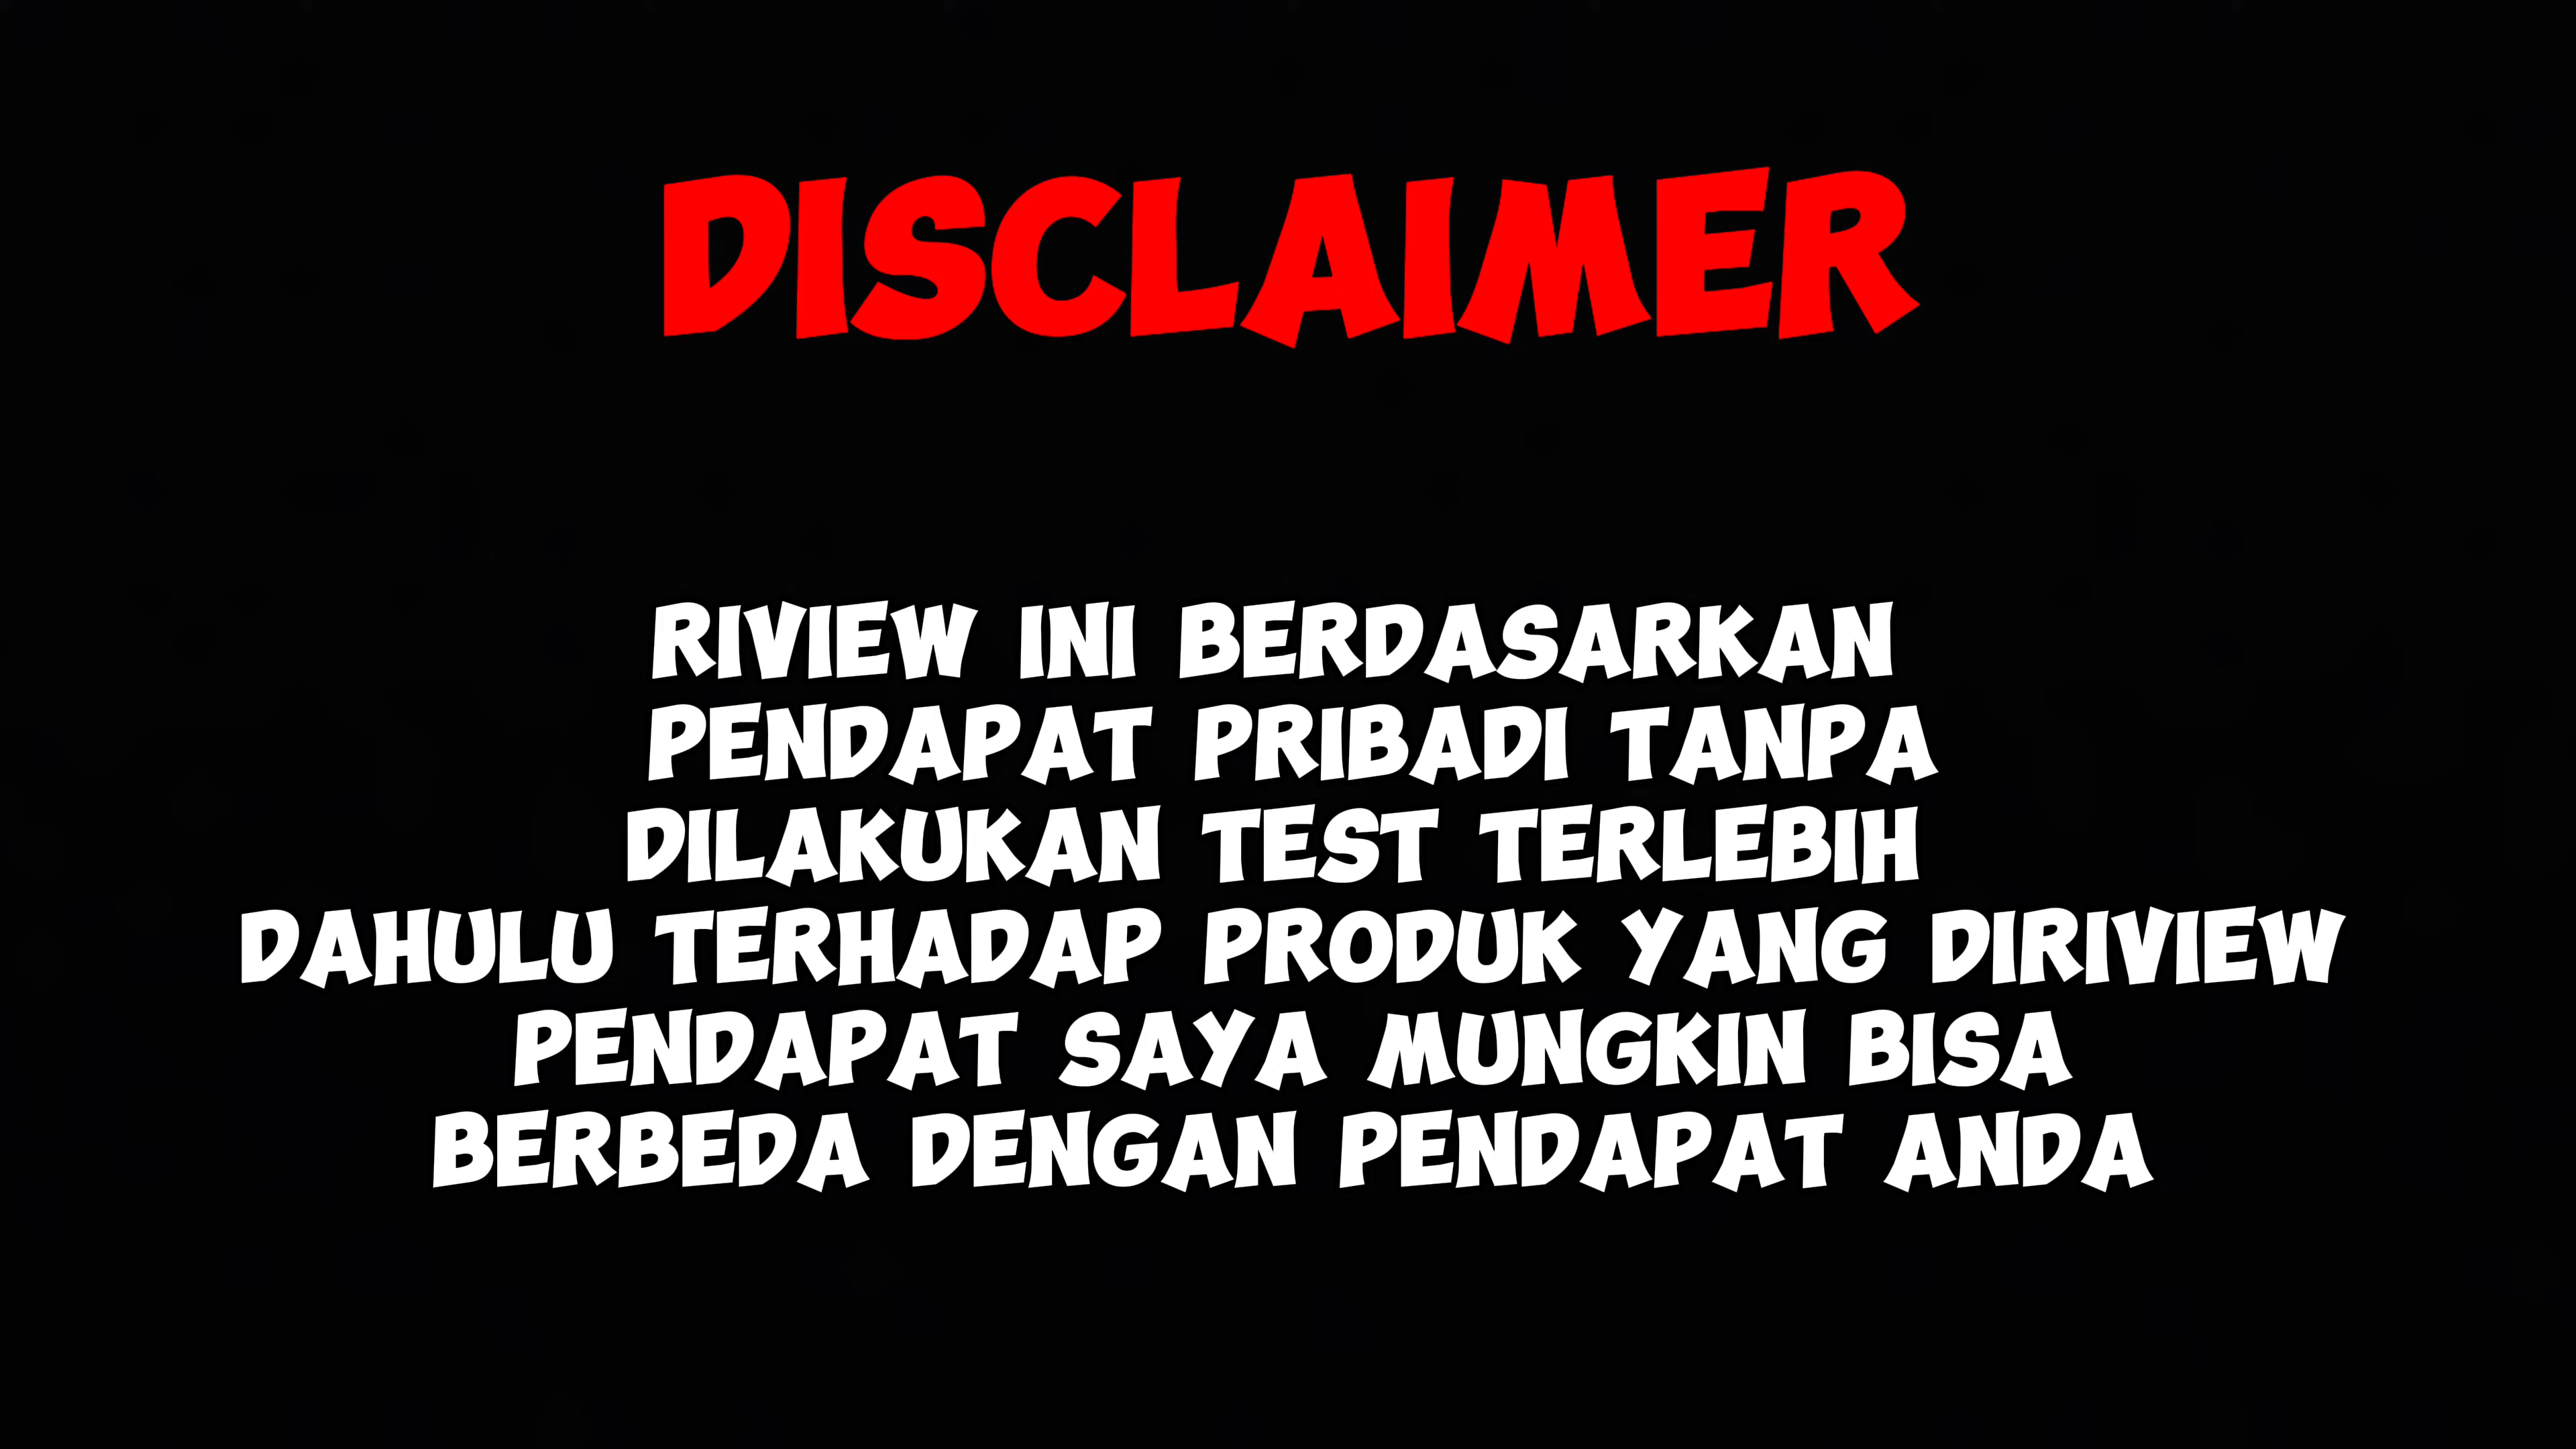 DISCLAIMER
RIVIEW INI BERDASARKAN
PENDAPAT PRIBADI TANPA
DILAKUKAN TEST TERLEBIH
DAHULU TERHADAP PRODUK YANG DIRIVIEW
PENDAPAT SAYA MUNGKIN BISA
BERBEDA DENGAN PENDAPAT ANDA